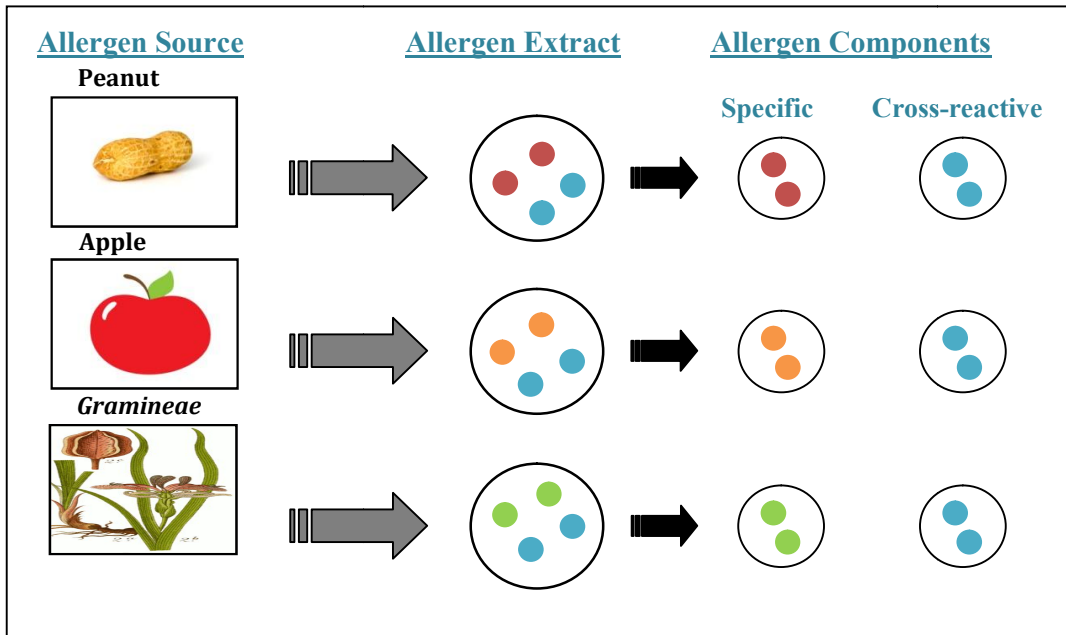 Allergen Source
Allergen Extract
Allergen Components
Peanut
Specific
Cross-reactive
Apple
Gramineae